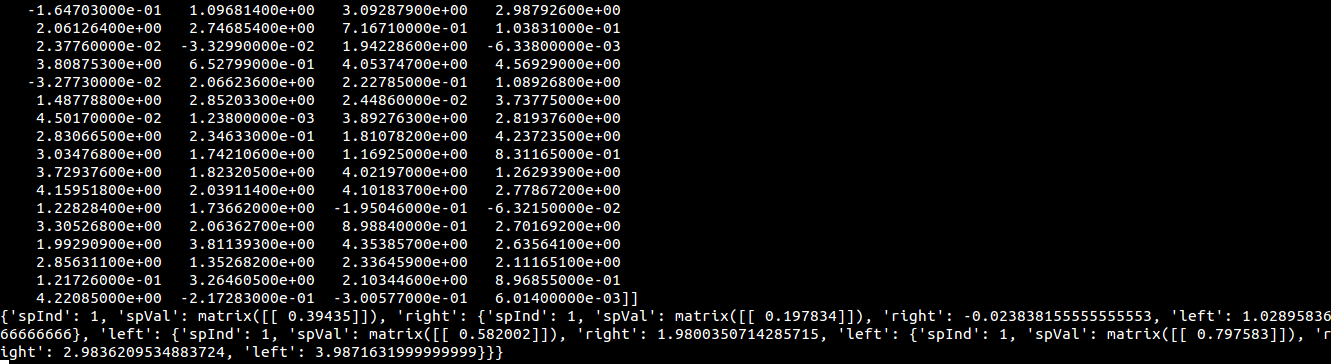 -1.64703000e-01 1.09681400e+00 3.09287900e+00 2.98792600e+00
2.06126400e+00 2.74685400e+00 7.16710000e-01 1.03831000e-01
2.37760000e-02 -3.32990000e-02 1.94228600e+00 -6.33800000e-03
3.80875300e+00 6.52799000e-01 4.05374700e+00 4.56929000e-01
-3.27730000e-02 2.06623600e+00 2.22785000e-01 1.08926800e+00
1.48778800e+00 2.85203300e+00 2.44860000e-02 3.73775000e+00
4.50170000e-02 1.23800000e-03 3.89276300e+00 2.81937600e+00
2.83066500e+00 2.34633000e-01 1.81078200e+00 4.23723500e+00
3.03476800e+00 1.74210600e+00 1.16925000e+00 8.31165000e-01
3.72937600e+00 1.82320500e+00 4.02197000e+00 1.26293900e+00
4.15951800e+00 2.03911400e+00 4.10183700e+00 2.77867200e+00
1.22828400e+00 1.73662000e+00 -1.95046000e-01 -6.32150000e-02
3.30526800e+00 2.06362700e+00 8.98840000e-01 2.70169200e+00
1.99290900e+00 3.81139300e+00 4.35385700e+00 2.63564100e+00
2.85631100e+00 1.35268200e+00 2.33645900e+00 2.11165100e+00
1.21726000e-01 3.26460500e+00 2.10344600e+00 8.96855000e-01
4.22085000e+00 -2.17283000e-01 -3.00577000e-01 6.01400000e-03]]
{'spInd': 1, 'spVal': matrix([[ 0.39435]]), 'right': {'spInd': 1, 'spVal': matrix([[ 0.197834]]), 'right': -0.023838155555555553, 'left': 1.02895836
66666666}, 'left': {'spInd': 1, 'spVal': matrix([[ 0.582002]]), 'right': 1.9800350714285715, 'left': {'spInd': 1, 'spVal': matrix([[ 0.797583]]), 'r
ight': 2.9836209534883724, 'left': 3.9871631999999999}}}